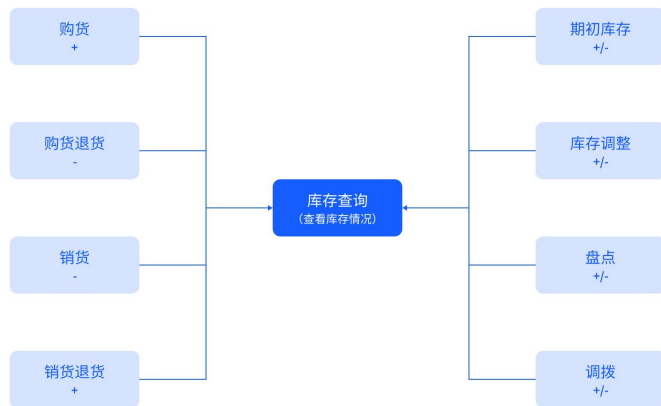 购货
+
购货退货
-
销货
-
销货退货
+
库存查询
（查看库存情况）
期初库存
+/-
库存调整
+/-
盘点
+/-
调拨
+/-